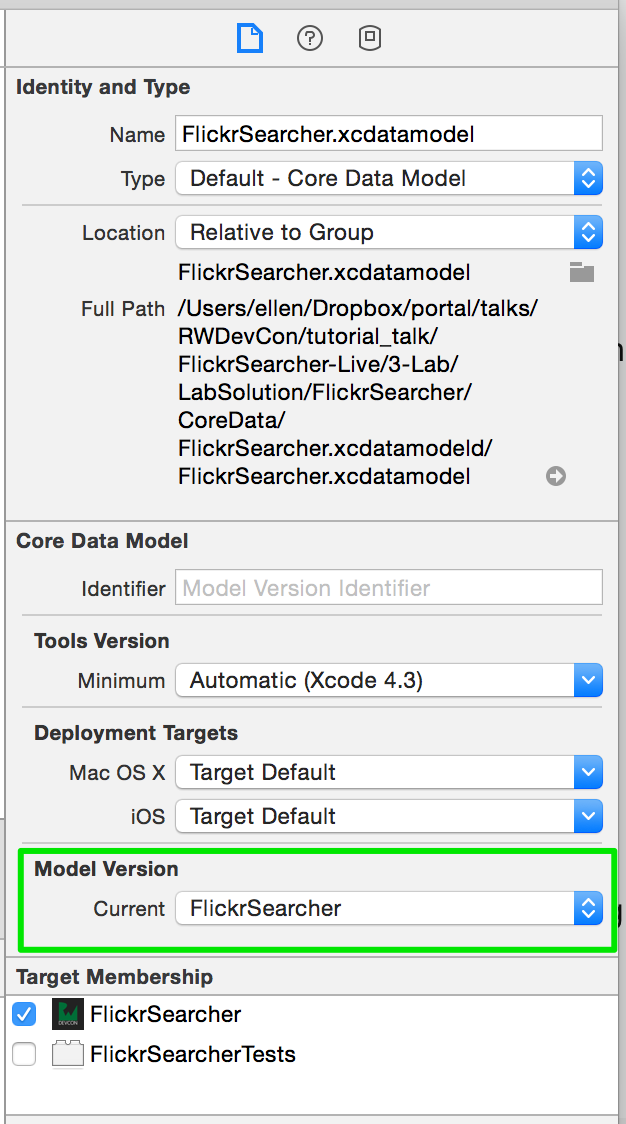 Identity and Type
Name FlickrSearcher.xcdatamodel
Type Default - Core Data Model
Location Relative to Group
FlickrSearcher.xcdatamodel
Full Path /Users/ellen/Dropbox/portal/talks/
RWDevCon/tutorial_talk/
FlickrSearcher-Live/3-Lab/
LabSolution/FlickrSearcher/
CoreData/
FlickrSearcher.xcdatamodeld/
FlickrSearcher.xcdatamodel
Core Data Model
Identifier Model Version Identifier
Tools Version
Minimum Automatic (Xcode 4.3)
Deployment Targets
Mac OS X Target Default
iOS Target Default
Model Version
Current FlickrSearcher
Target Membership
DEVCON FlickrSearcher
FlickrSearcherTests